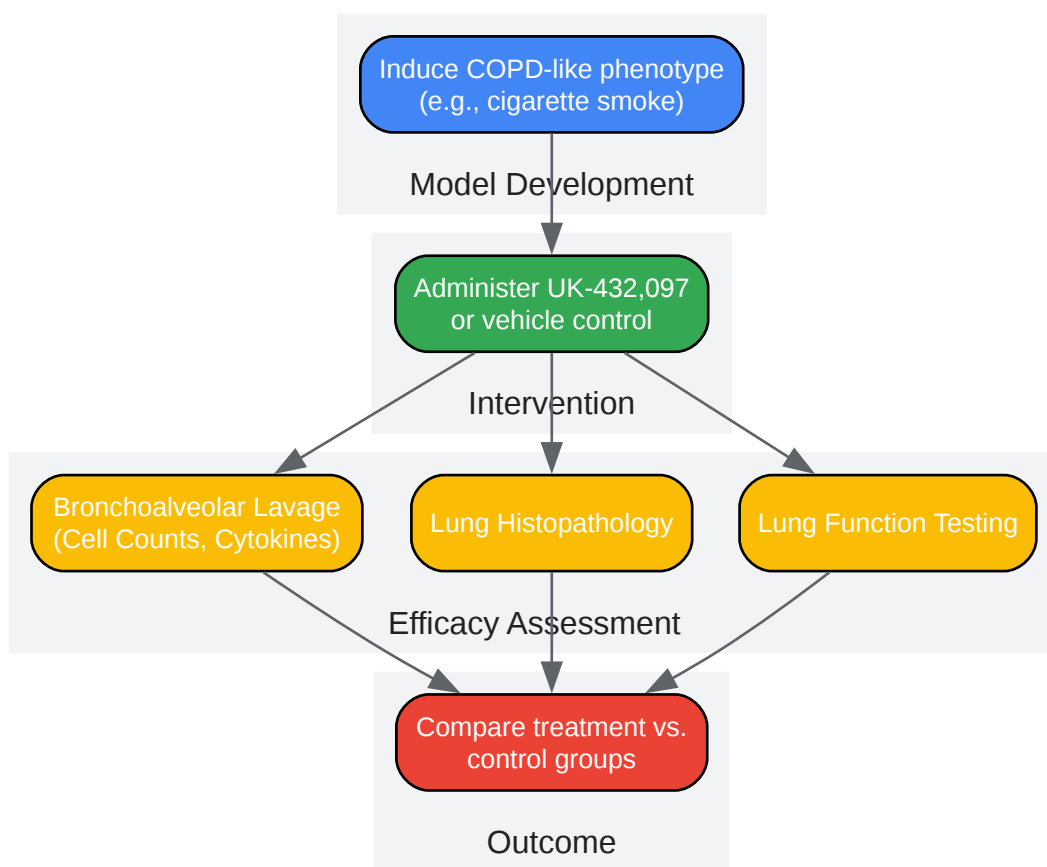 Induce COPD-like phenotype
(e.g., cigarette smoke)
Model Development
Administer UK-432,097
or vehicle control
Intervention
Bronchoalveolar Lavage
(Cell Counts, Cytokines)
Lung Histopathology
Lung Function Testing
Efficacy Assessment
Compare treatment vs.
control groups
Outcome